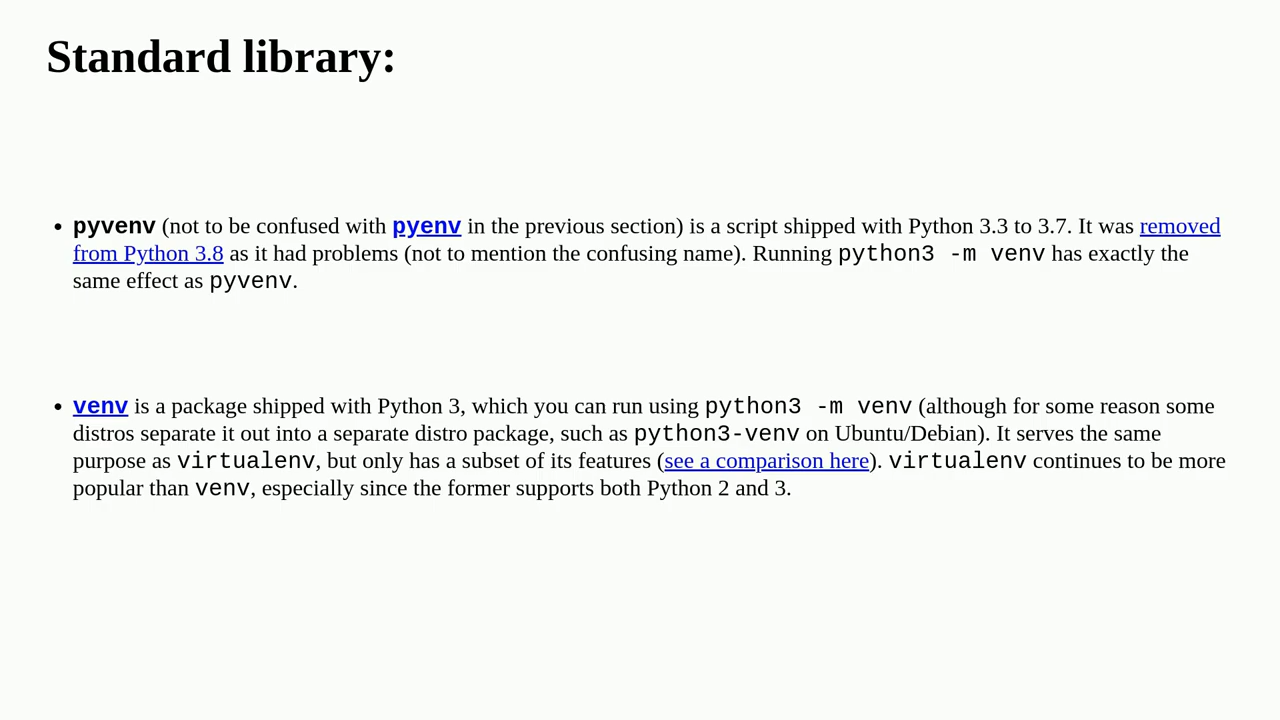 Standard library:
• pyvenv (not to be confused with pyenv in the previous section) is a script shipped with Python 3.3 to 3.7. It was removed
from Python 3.8 as it had problems (not to mention the confusing name). Running python3 -m venv has exactly the
same effect as pyvenv.
• venv is a package shipped with Python 3, which you can run using python3 -m venv (although for some reason some
distros separate it out into a separate distro package, such as python3-venv on Ubuntu/Debian). It serves the same
purpose as virtualenv, but only has a subset of its features (see a comparison here). virtualenv continues to be more
popular than venv, especially since the former supports both Python 2 and 3.